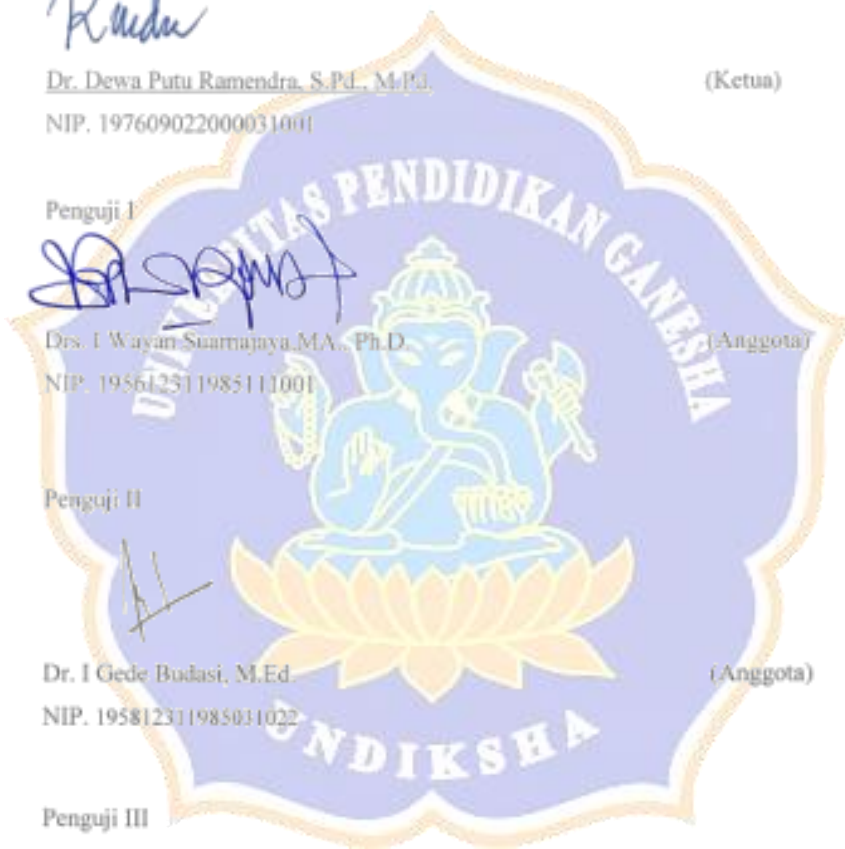 Dr. Dewa Putu Ramendra, S.Pd., M.Pd.
(Ketua)
NIP. 197609022000031001
Penguji I
UNIVERSITAS PENDIDIKAN GANESHA
Drs. I Wayan Suarnajaya,MA., Ph.D.
(Anggota)
NIP. 195612311985111001
Penguji II
Dr. I Gede Budasi, M.Ed.
(Anggota)
NIP. 195812311985031022
UNDIKSHA
Penguji III